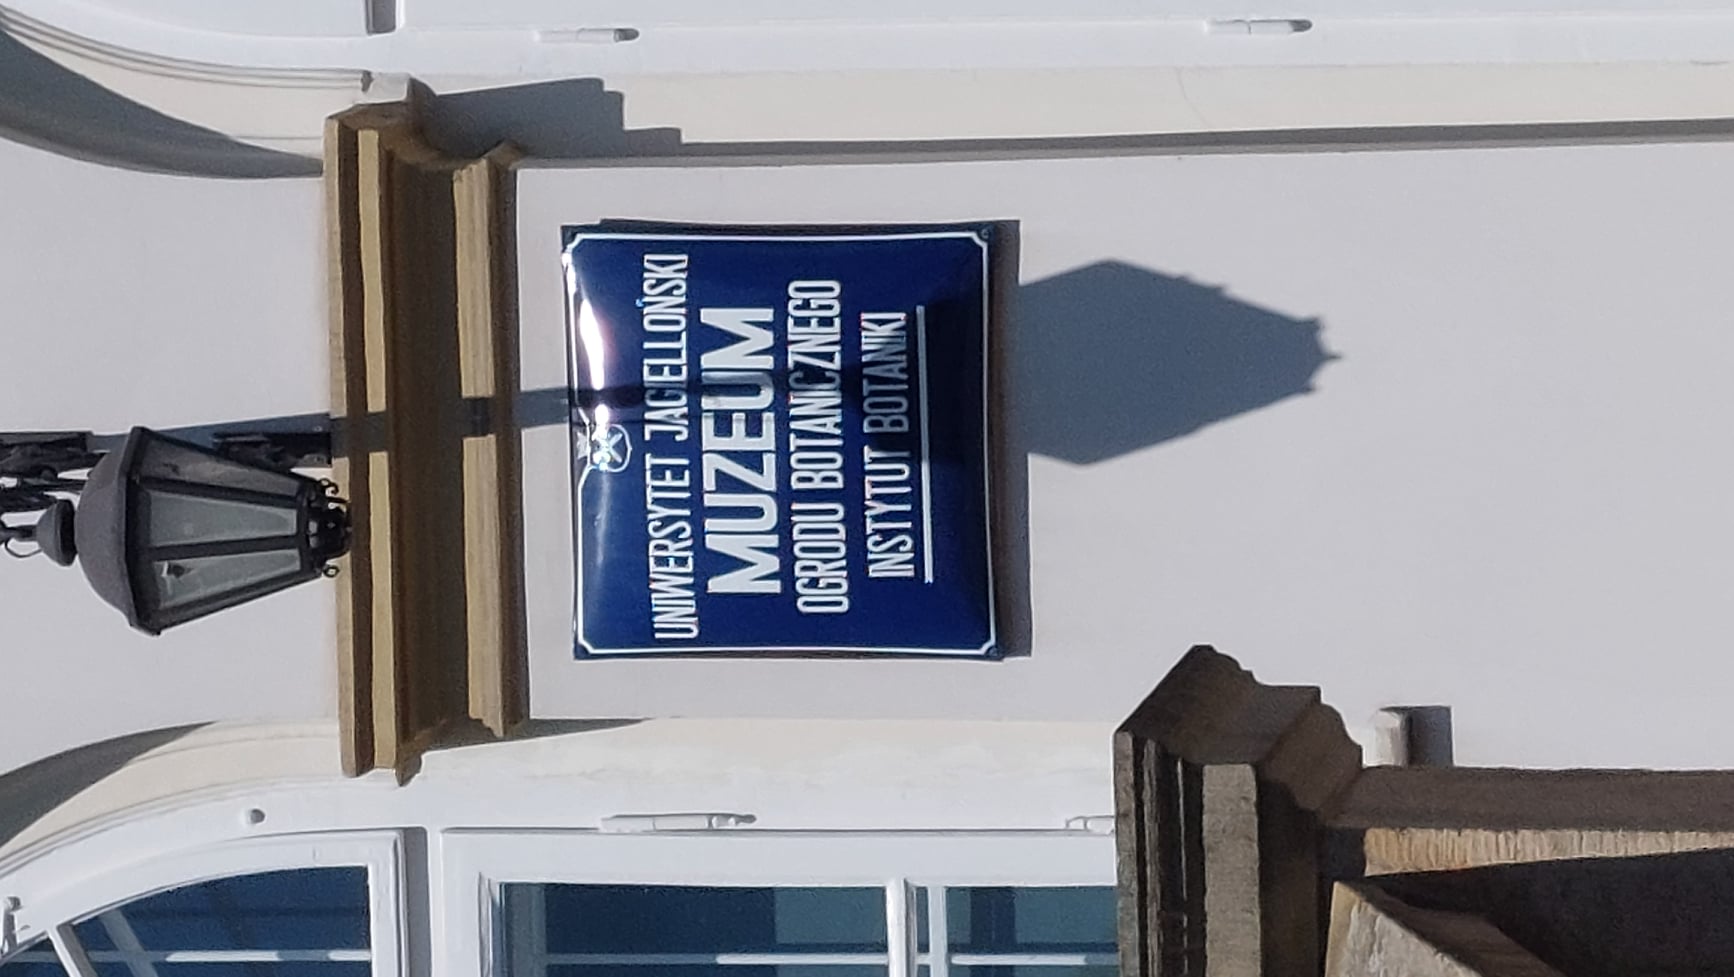 UNIWERSYTET JAGIELLOŃSKI
MUZEUM
OGRODU BOTANICZNEGO
INSTYTUT BOTANIKI